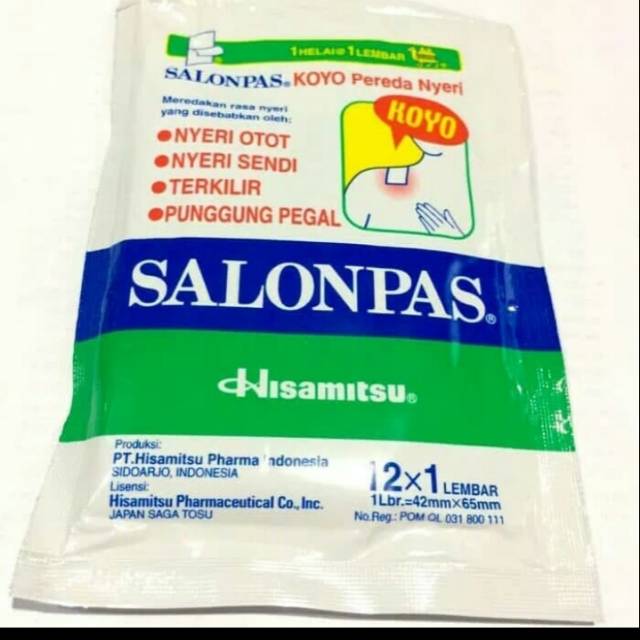 1 HELAI@1 LEMBAR
SALONPAS® KOYO Pereda Nyeri
Meredakan rasa nyeri
yang disebabkan oleh:
● NYERI OTOT
● NYERI SENDI
● TERKILIR
● PUNGGUNG PEGAL
KOYO
SALONPAS®
Hisamitsu®
Produksi:
PT.Hisamitsu Pharma Indonesia
SIDOARJO, INDONESIA
Lisensi:
Hisamitsu Pharmaceutical Co., Inc.
JAPAN SAGA TOSU
12×1 LEMBAR
1Lbr.=42mm×65mm
No.Reg.: POM QL 031 800 111